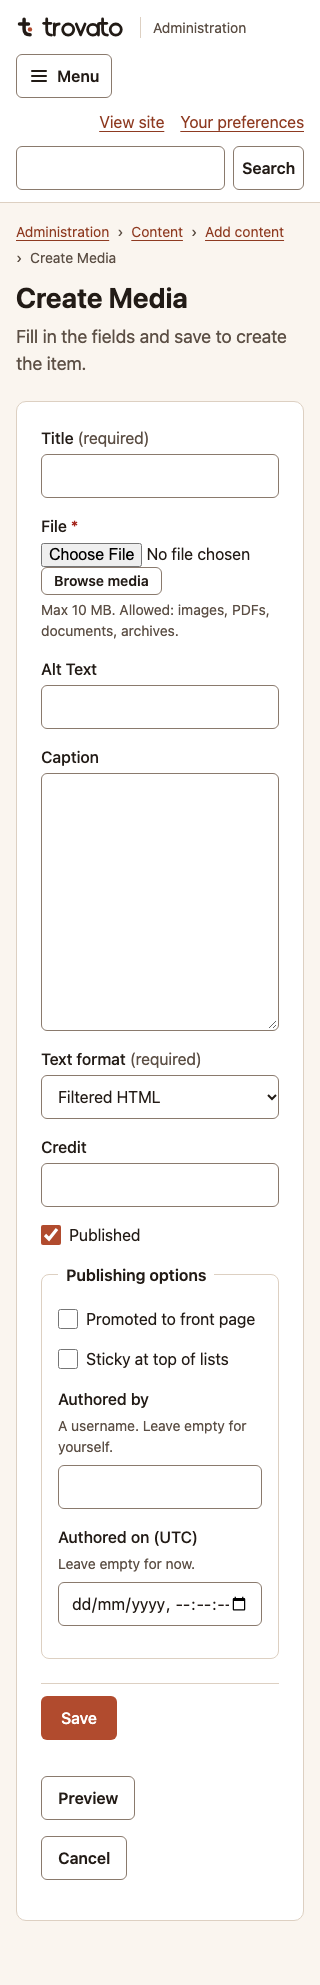 trovato
Administration
Menu
View site Your preferences
Search
Administration › Content › Add content
› Create Media
Create Media
Fill in the fields and save to create
the item.
Title (required)
File *
Choose File No file chosen
Browse media
Max 10 MB. Allowed: images, PDFs,
documents, archives.
Alt Text
Caption
Text format (required)
Filtered HTML
Credit
Published
Publishing options
Promoted to front page
Sticky at top of lists
Authored by
A username. Leave empty for
yourself.
Authored on (UTC)
Leave empty for now.
dd/mm/yyyy, --:--:--
Save
Preview
Cancel